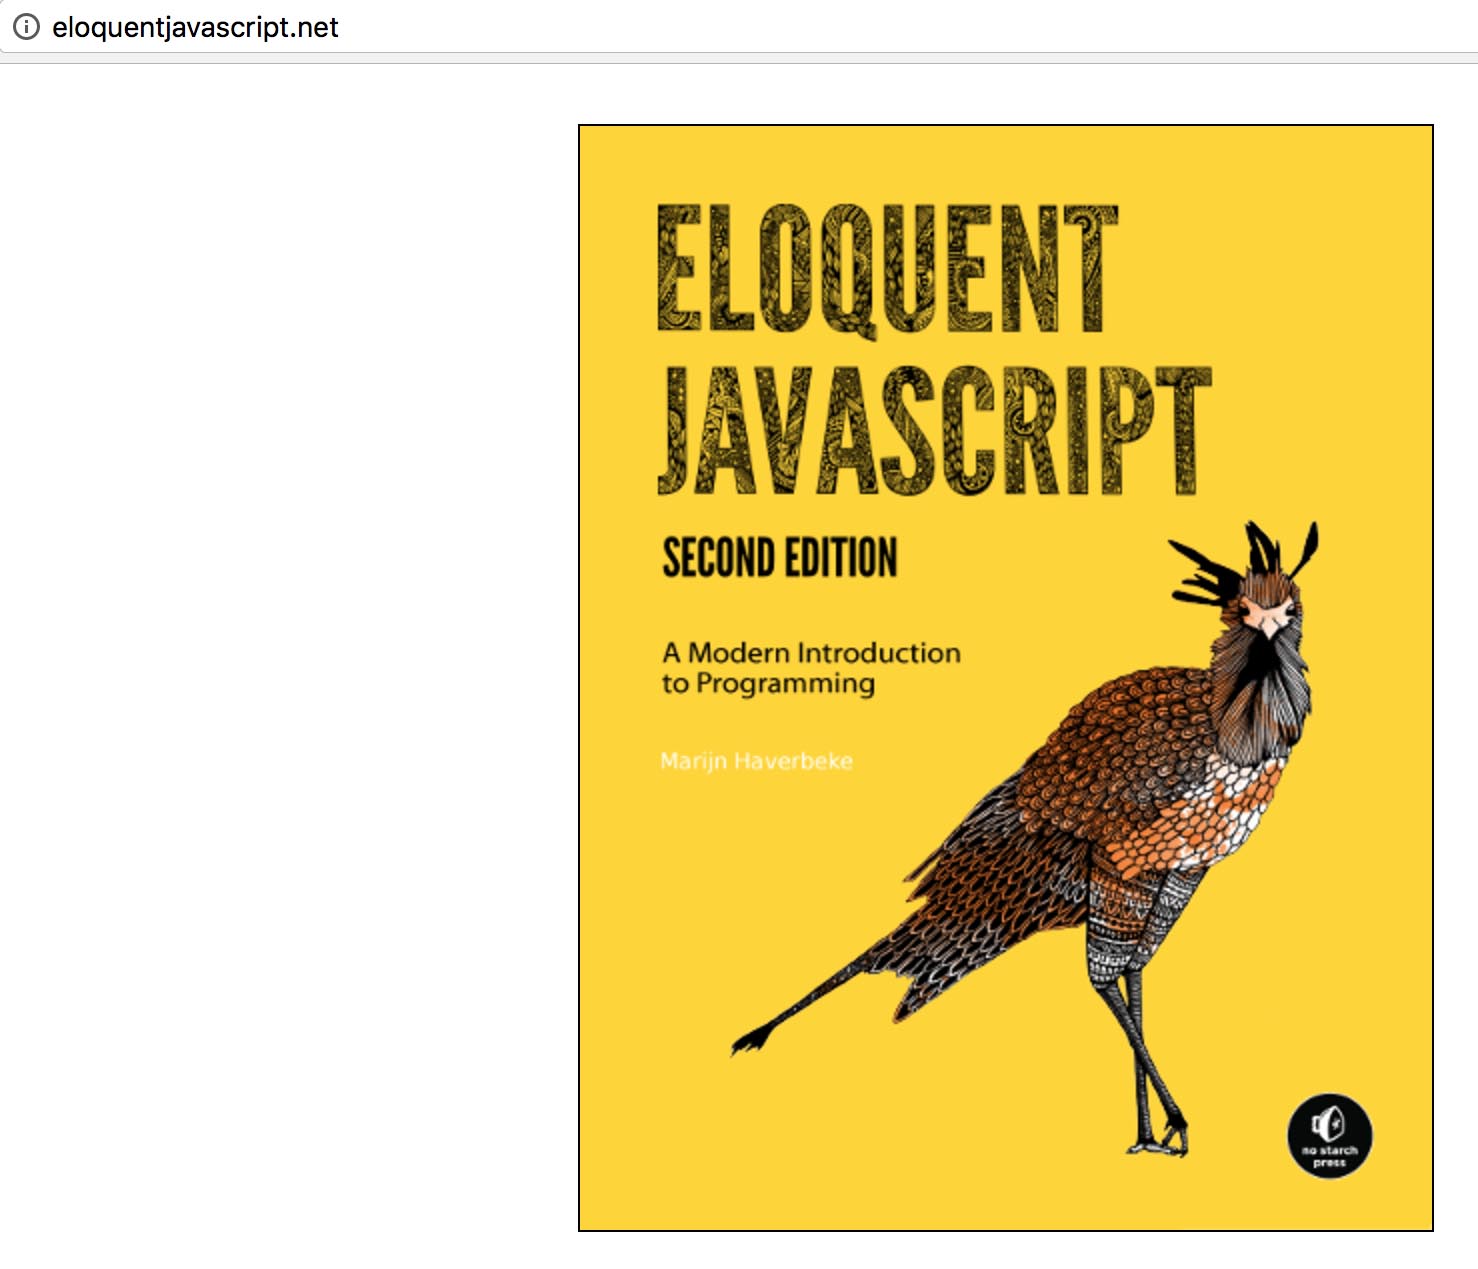 eloquentjavascript.net
ELOQUENT
JAVASCRIPT
SECOND EDITION
A Modern Introduction
to Programming
Marijn Haverbeke
no starch
press